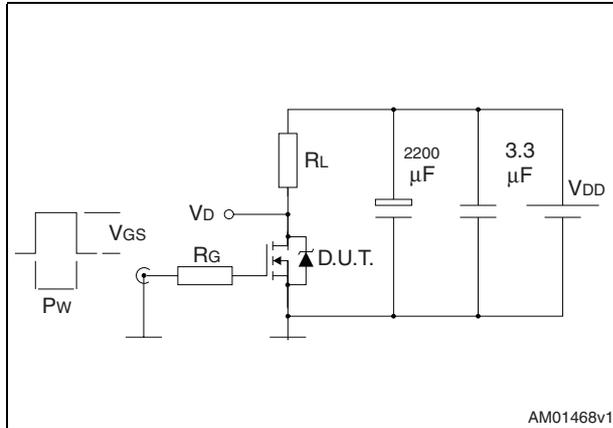 RL
2200
μF
3.3
μF
VDD
VD
VGS
RG
D.U.T.
PW
AM01468v1